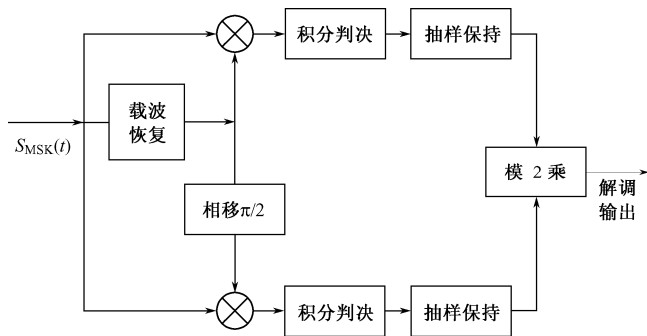 积分判决
抽样保持
载波
恢复
S_MSK(t)
模 2 乘
解调
输出
相移π/2
积分判决
抽样保持